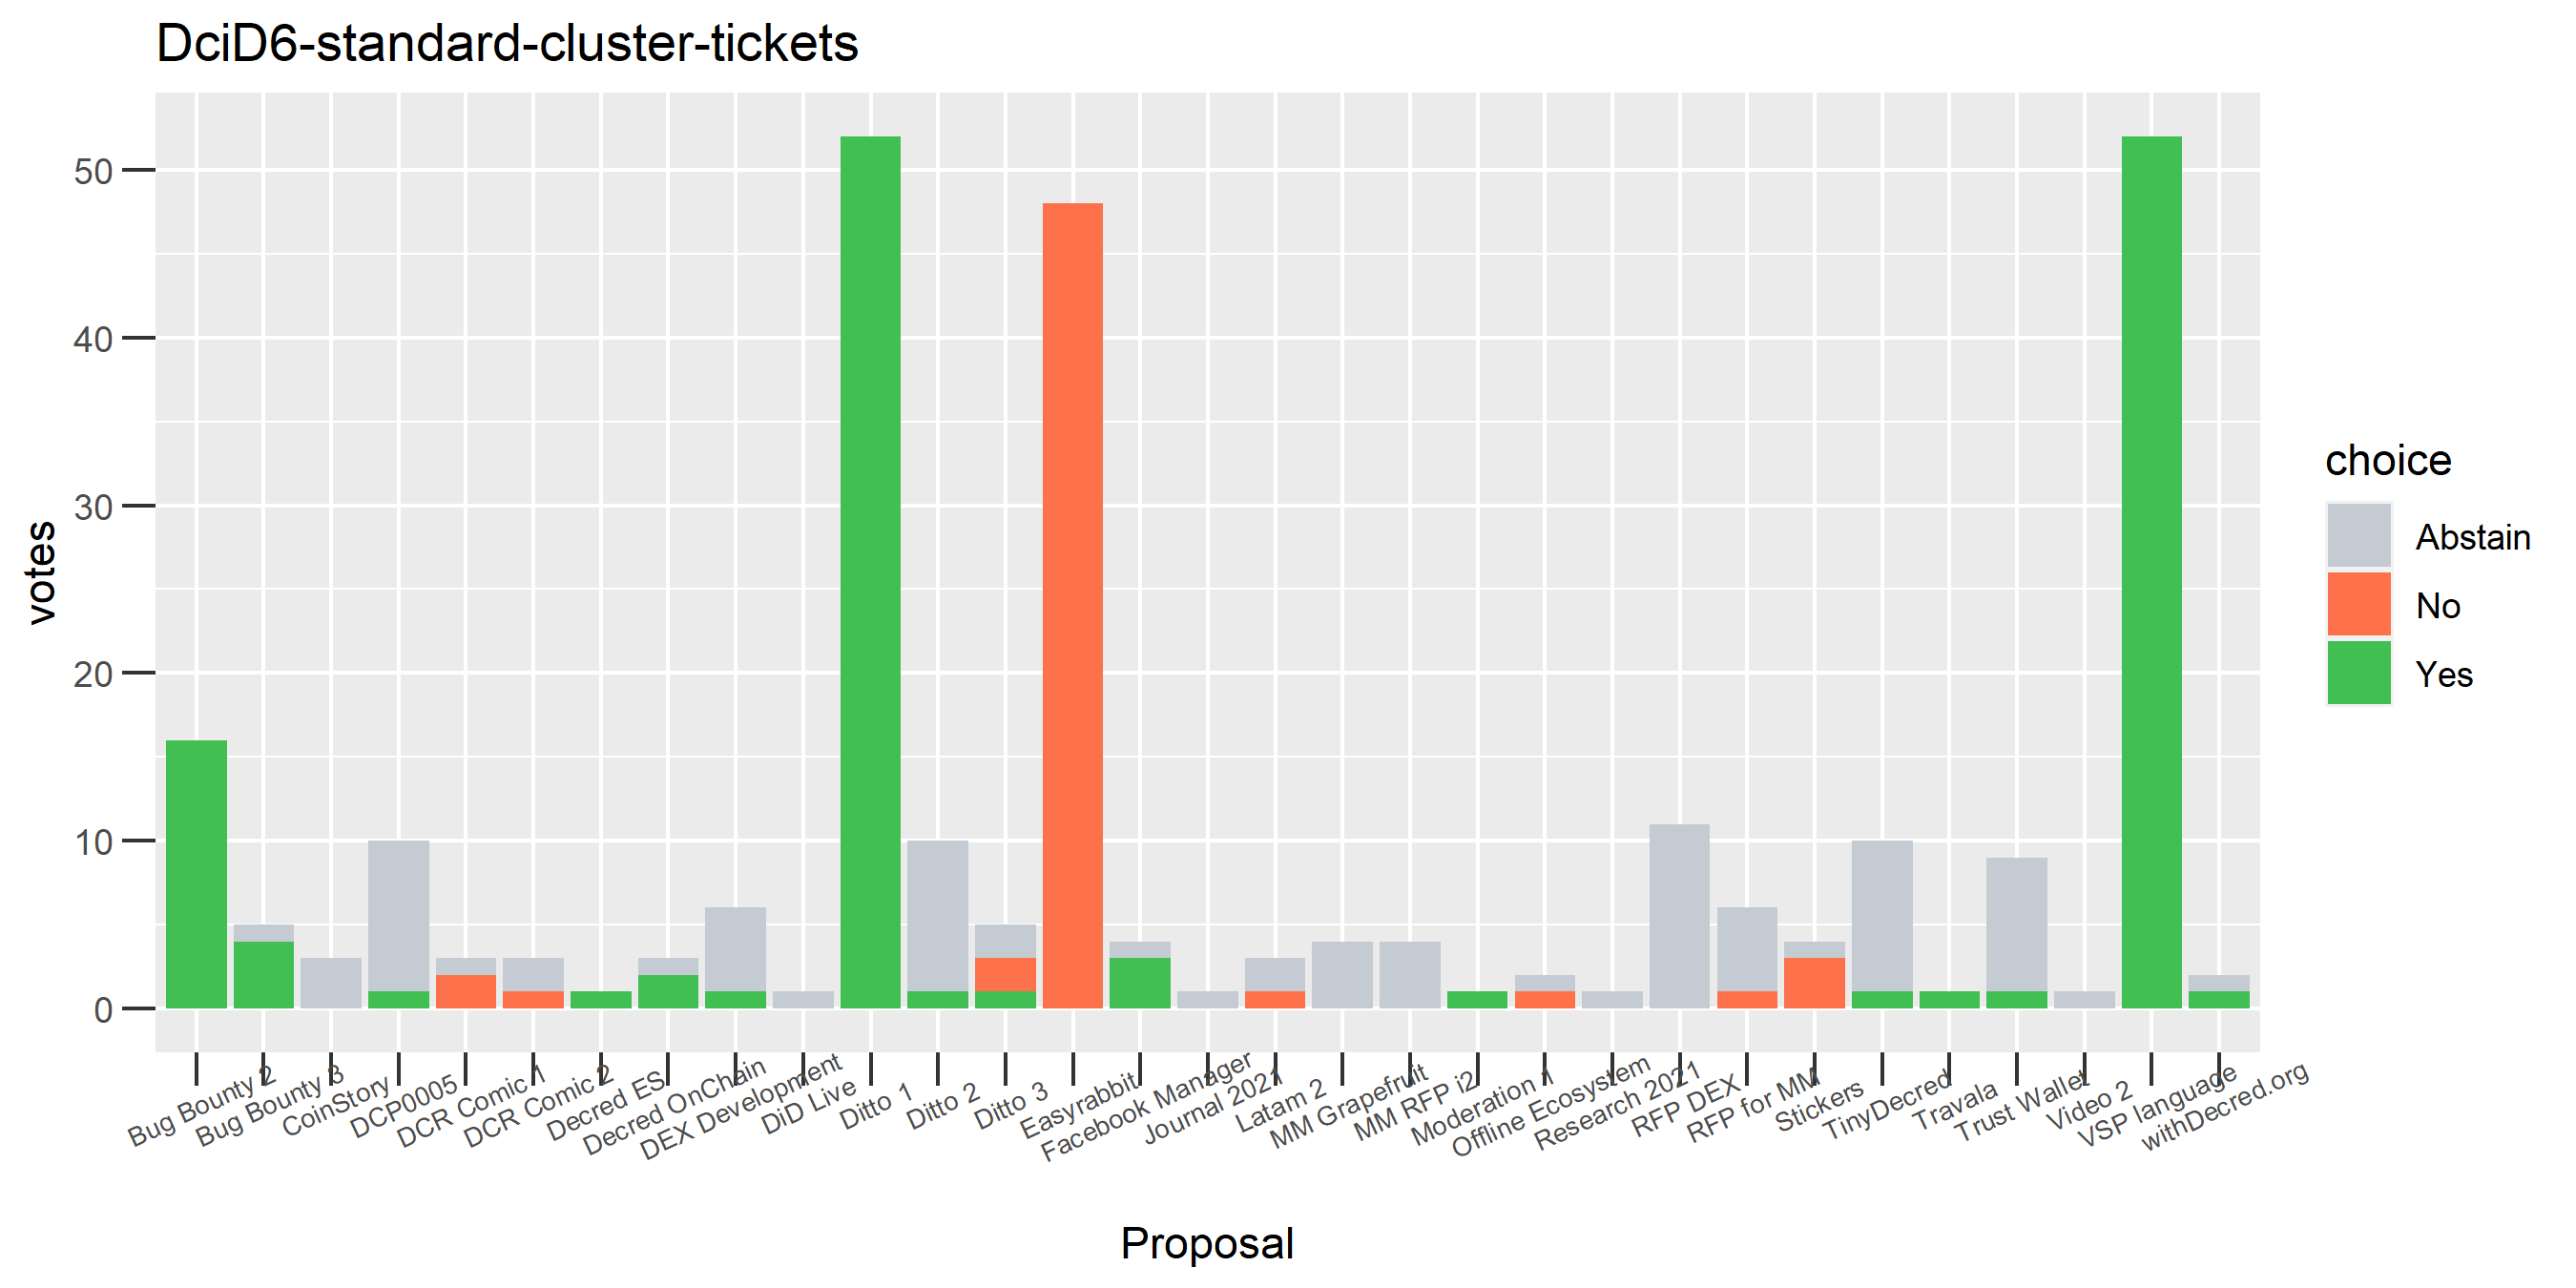 DciD6-standard-cluster-tickets
votes
50
40
30
20
10
0
Bug Bounty 2
Bug Bounty 3
CoinStory
DCP0005
DCR Comic 1
DCR Comic 2
Decred ES
Decred OnChain
DEX Development
DiD Live
Ditto 1
Ditto 2
Ditto 3
Easyrabbit
Facebook Manager
Journal 2021
Latam 2
MM Grapefruit
MM RFP i2
Moderation 1
Offline Ecosystem
Research 2021
RFP DEX
RFP for MM
Stickers
TinyDecred
Travala
Trust Wallet
Video 2
VSP language
withDecred.org
Proposal
choice
Abstain
No
Yes